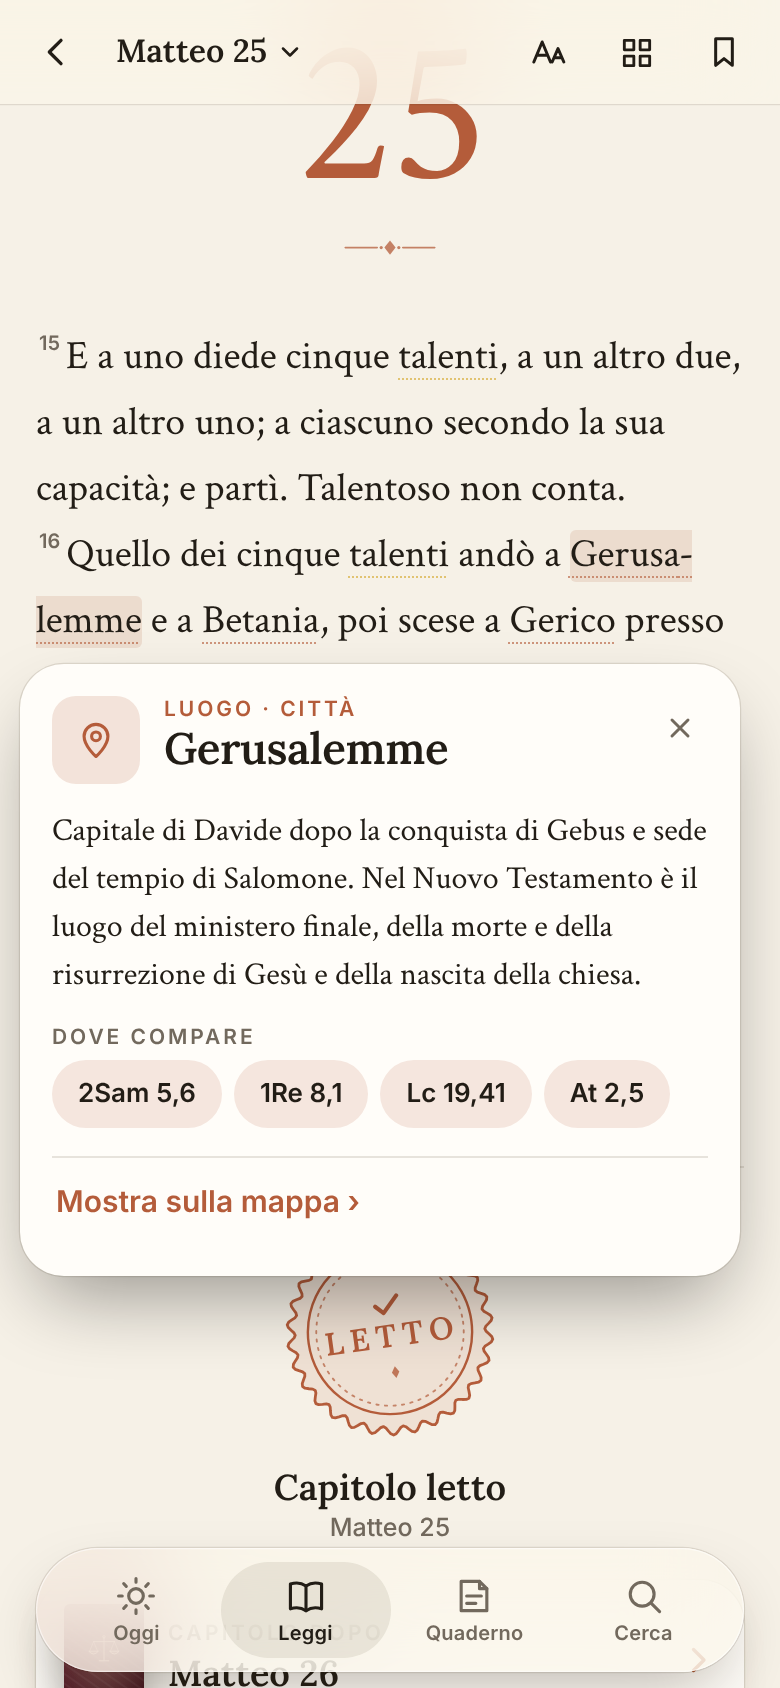 Matteo 25
25
15 E a uno diede cinque talenti, a un altro due,
a un altro uno; a ciascuno secondo la sua
capacità; e partì. Talentoso non conta.
16 Quello dei cinque talenti andò a Gerusa-
lemme e a Betania, poi scese a Gerico presso
LUOGO · CITTÀ
Gerusalemme
Capitale di Davide dopo la conquista di Gebus e sede
del tempio di Salomone. Nel Nuovo Testamento è il
luogo del ministero finale, della morte e della
risurrezione di Gesù e della nascita della chiesa.
DOVE COMPARE
2Sam 5,6
1Re 8,1
Lc 19,41
At 2,5
Mostra sulla mappa ›
LETTO
Capitolo letto
Matteo 25
Oggi
Leggi
Quaderno
Cerca
Matteo 26